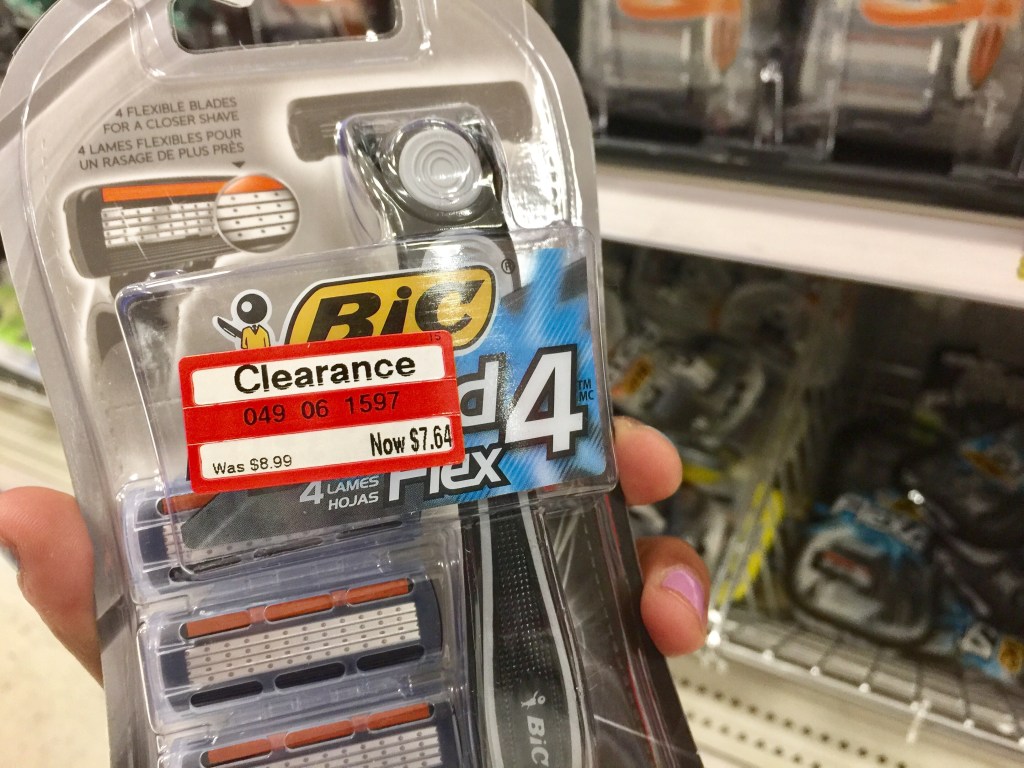 4 FLEXIBLE BLADES
FOR A CLOSER SHAVE
4 LAMES FLEXIBLES POUR
UN RASAGE DE PLUS PRÈS
BiC®
Clearance
049 06 1597
Now $7.64
Was $8.99
d 4 TM
MC
Flex
4 LAMES
HOJAS
BiC